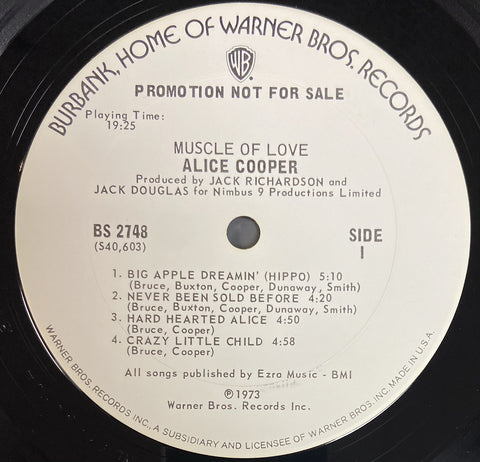 BURBANK, HOME OF WARNER BROS. RECORDS
WB
PROMOTION NOT FOR SALE
Playing Time:
19:25
MUSCLE OF LOVE
ALICE COOPER
Produced by JACK RICHARDSON and
JACK DOUGLAS for Nimbus 9 Productions Limited
BS 2748
(S40,603)
SIDE
1
1. BIG APPLE DREAMIN' (HIPPO) 5:10
(Bruce, Buxton, Cooper, Dunaway, Smith)
2. NEVER BEEN SOLD BEFORE 4:20
(Bruce, Buxton, Cooper, Dunaway, Smith)
3. HARD HEARTED ALICE 4:50
(Bruce, Cooper)
4. CRAZY LITTLE CHILD 4:58
(Bruce, Cooper)
All songs published by Ezra Music - BMI
℗1973
Warner Bros. Records Inc.
WARNER BROS. RECORDS INC., A SUBSIDIARY AND LICENSEE OF WARNER BROS. INC. MADE IN U.S.A.